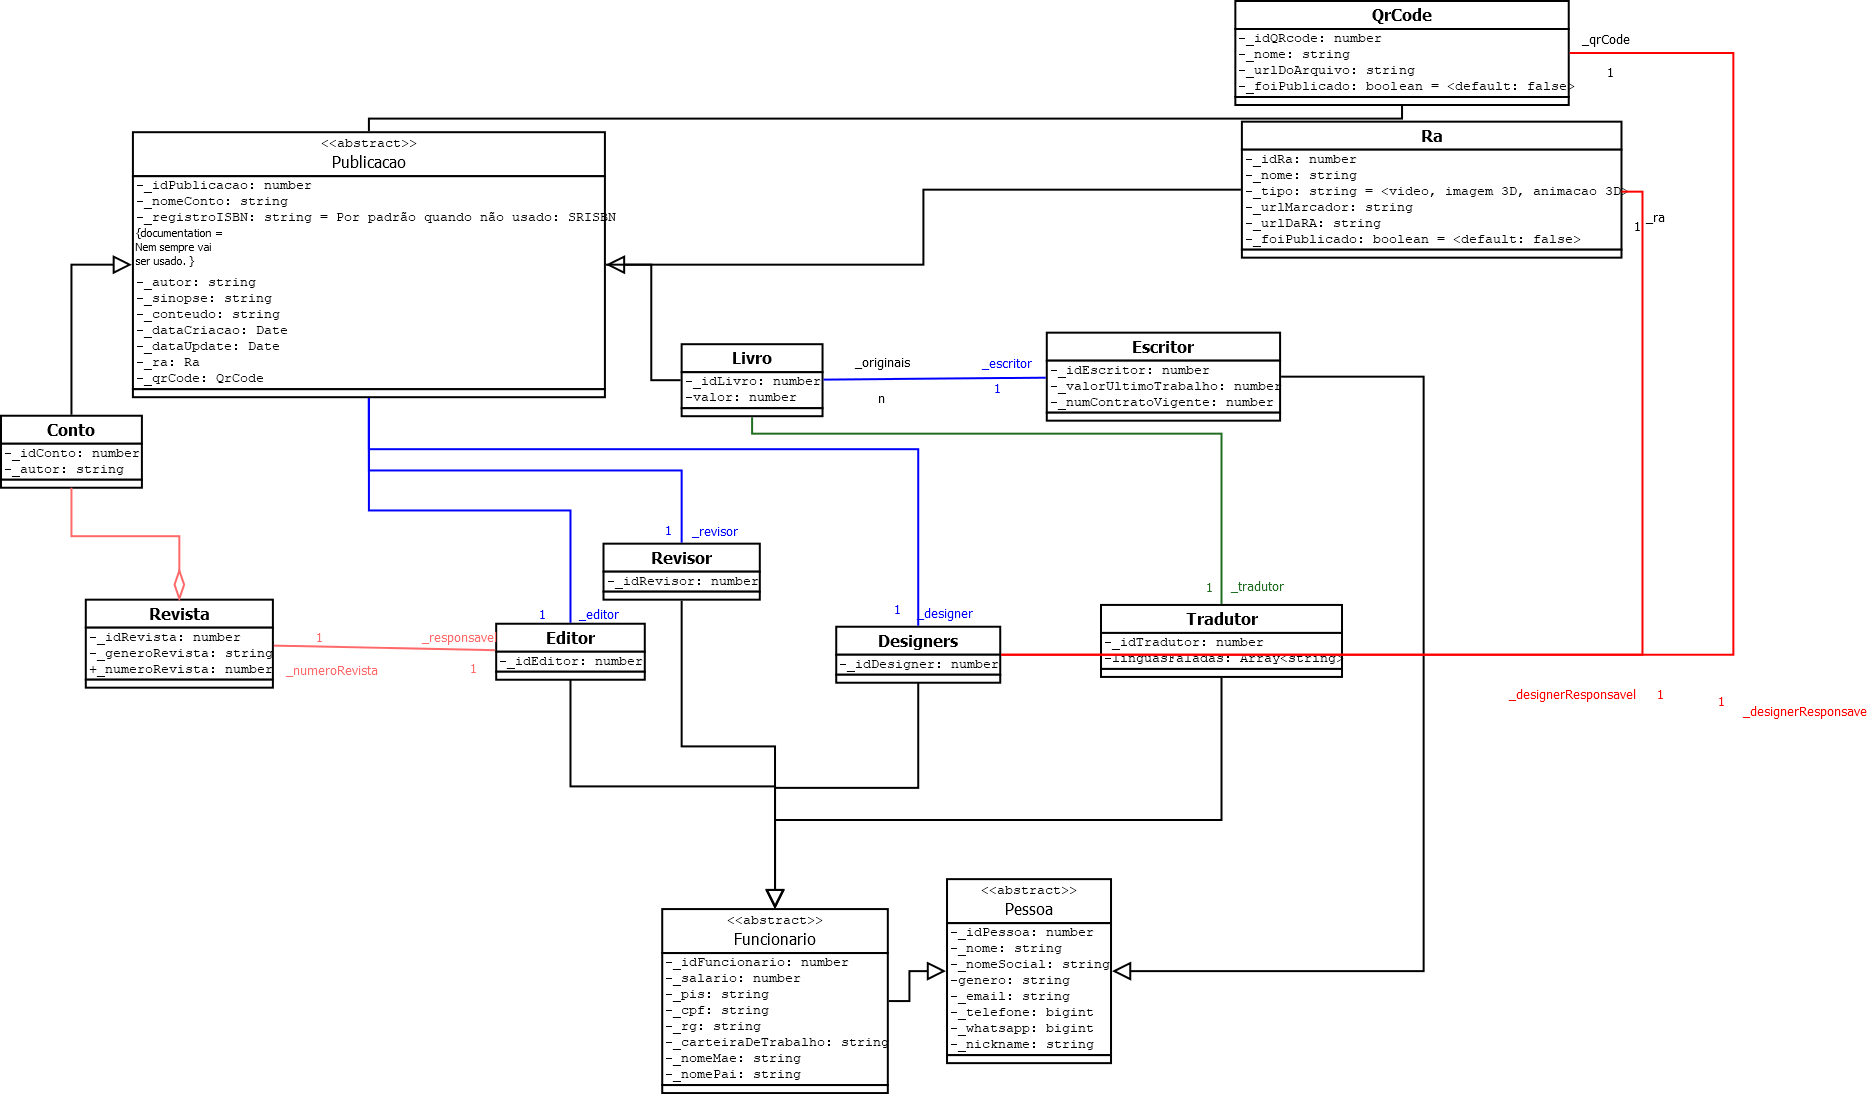 QrCode
-_idQRcode: number
-_nome: string
-_urlDoArquivo: string
-_foiPublicado: boolean = <default: false>
_qrCode
1
<<abstract>>
Publicacao
-_idPublicacao: number
-_nomeConto: string
-_registroISBN: string = Por padrão quando não usado: SRISBN
{documentation =
Nem sempre vai
ser usado. }
-_autor: string
-_sinopse: string
-_conteudo: string
-_dataCriacao: Date
-_dataUpdate: Date
-_ra: Ra
-_qrCode: QrCode
Ra
-_idRa: number
-_nome: string
-_tipo: string = <video, imagem 3D, animacao 3D>
-_urlMarcador: string
-_urlDaRA: string
-_foiPublicado: boolean = <default: false>
_ra
1
Livro
-_idLivro: number
-valor: number
_originais
n
_escritor
1
Escritor
-_idEscritor: number
-_valorUltimoTrabalho: number
-_numContratoVigente: number
Conto
-_idConto: number
-_autor: string
1
_revisor
Revisor
-_idRevisor: number
Revista
-_idRevista: number
-_generoRevista: string
+_numeroRevista: number
1
_numeroRevista
_responsave
1
1
_editor
Editor
-_idEditor: number
1
_designer
Designers
-_idDesigner: number
1
_tradutor
Tradutor
-_idTradutor: number
-linguasFaladas: Array<string>
_designerResponsavel
1
1
_designerResponsave
<<abstract>>
Funcionario
-_idFuncionario: number
-_salario: number
-_pis: string
-_cpf: string
-_rg: string
-_carteiraDeTrabalho: string
-_nomeMae: string
-_nomePai: string
<<abstract>>
Pessoa
-_idPessoa: number
-_nome: string
-_nomeSocial: string
-genero: string
-_email: string
-_telefone: bigint
-_whatsapp: bigint
-_nickname: string